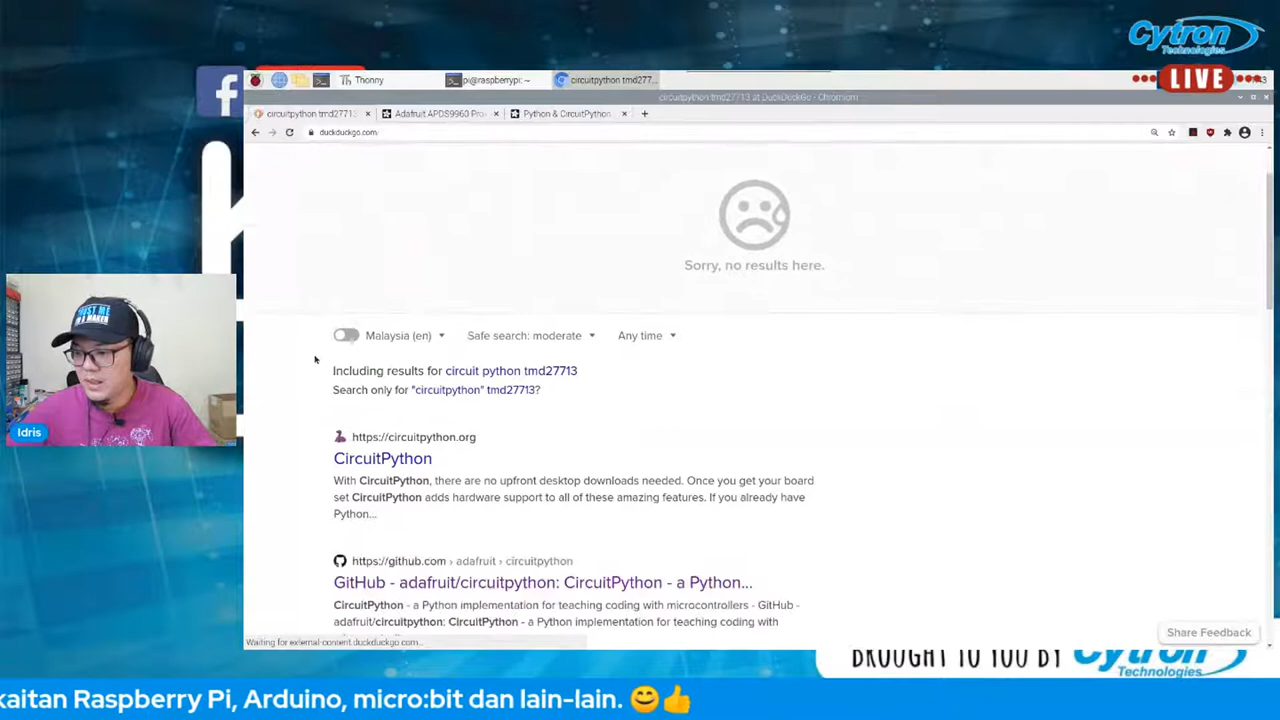 Cytron
Technologies
LIVE
Thonny
pi@raspberrypi: ~
circuitpython tmd277...
circuitpython tmd27713 at DuckDuckGo - Chromium
circuitpython tmd27713
Adafruit APDS9960 Pro
Python & CircuitPython
duckduckgo.com
Sorry, no results here.
Malaysia (en)
Safe search: moderate
Any time
Including results for circuit python tmd27713
Search only for "circuitpython" tmd27713?
https://circuitpython.org
CircuitPython
With CircuitPython, there are no upfront desktop downloads needed. Once you get your board
set CircuitPython adds hardware support to all of these amazing features. If you already have
Python...
https://github.com › adafruit › circuitpython
GitHub - adafruit/circuitpython: CircuitPython - a Python...
CircuitPython - a Python implementation for teaching coding with microcontrollers - GitHub -
adafruit/circuitpython: CircuitPython - a Python implementation for teaching coding with
Share Feedback
Waiting for external-content.duckduckgo.com...
Idris
BROUGHT TO YOU BY
Cytron
Technologies
kaitan Raspberry Pi, Arduino, micro:bit dan lain-lain. 😊👍